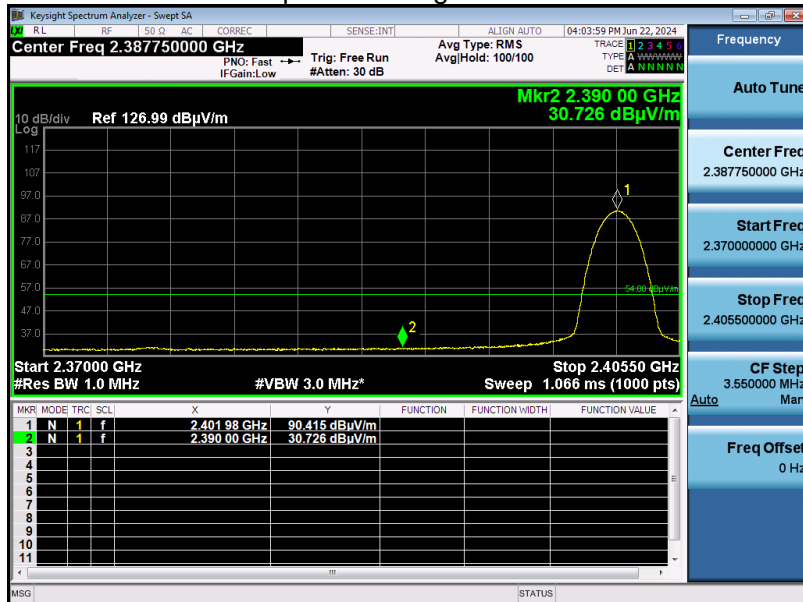 Keysight Spectrum Analyzer - Swept SA
RL RF 50 Ω AC CORREC SENSE:INT ALIGN AUTO 04:03:59 PM Jun 22, 2024
Center Freq 2.387750000 GHz
PNO: Fast
IFGain:Low
Trig: Free Run
#Atten: 30 dB
Avg Type: RMS
Avg|Hold: 100/100
TRACE 1 2 3 4 5 6
TYPE A WWWWW
DET A N N N N N
Mkr2 2.390 00 GHz
30.726 dBµV/m
10 dB/div Ref 126.99 dBµV/m
Log
117
107
97.0
87.0
77.0
67.0
57.0
47.0
37.0
1
54.00 dBµV/m
2
Start 2.37000 GHz Stop 2.40550 GHz
#Res BW 1.0 MHz #VBW 3.0 MHz* Sweep 1.066 ms (1000 pts)
MKR MODE TRC SCL X Y FUNCTION FUNCTION WIDTH FUNCTION VALUE
1 N 1 f 2.401 98 GHz 90.415 dBµV/m
2 N 1 f 2.390 00 GHz 30.726 dBµV/m
3
4
5
6
7
8
9
10
11
MSG STATUS
Frequency
Auto Tune
Center Freq
2.387750000 GHz
Start Freq
2.370000000 GHz
Stop Freq
2.405500000 GHz
CF Step
3.550000 MHz
Auto Man
Freq Offset
0 Hz